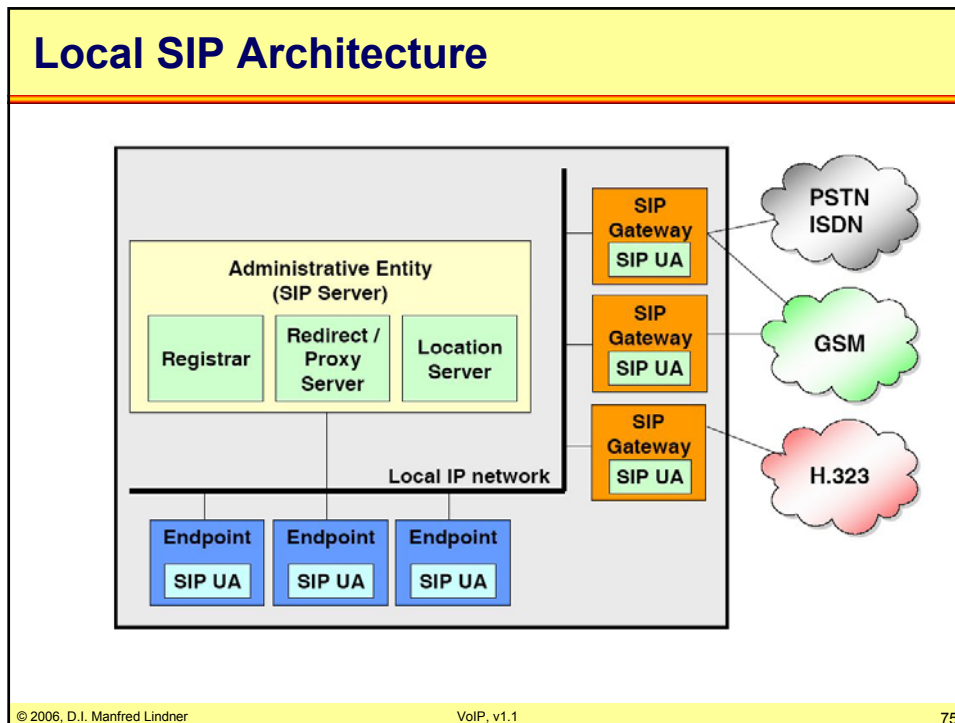 Local SIP Architecture
Administrative Entity
(SIP Server)
Registrar
Redirect /
Proxy
Server
Location
Server
SIP
Gateway
SIP UA
SIP
Gateway
SIP UA
SIP
Gateway
SIP UA
PSTN
ISDN
GSM
H.323
Local IP network
Endpoint
SIP UA
Endpoint
SIP UA
Endpoint
SIP UA
© 2006, D.I. Manfred Lindner
VoIP, v1.1
75